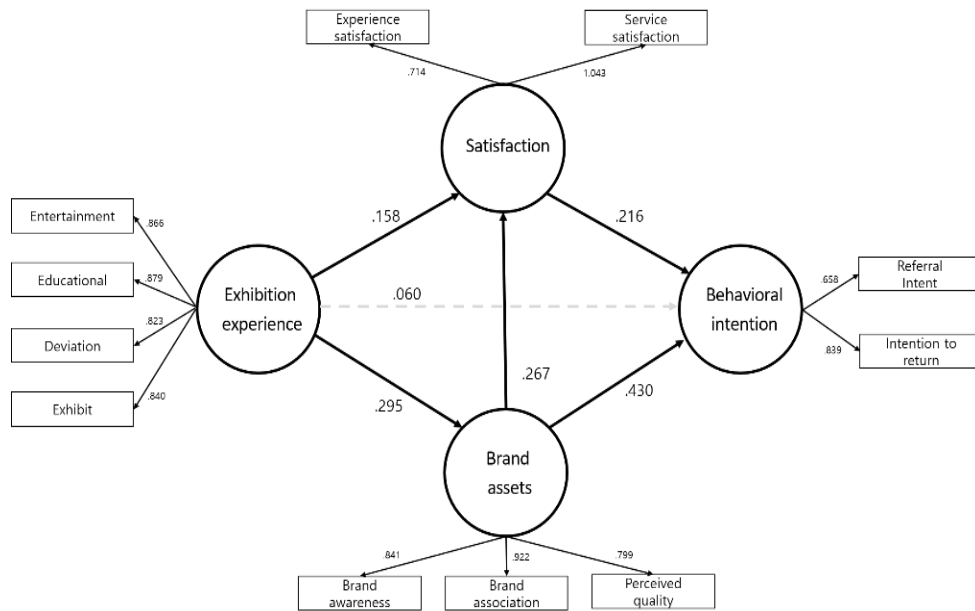 Experience
satisfaction
Service
satisfaction
.714
1.043
Satisfaction
Entertainment
.866
.158
.216
Educational
.879
Exhibition
experience
.060
Behavioral
intention
.658
Referral
Intent
Deviation
.823
.839
Intention to
return
Exhibit
.840
.295
.267
.430
Brand
assets
.841
.922
.799
Brand
awareness
Brand
association
Perceived
quality